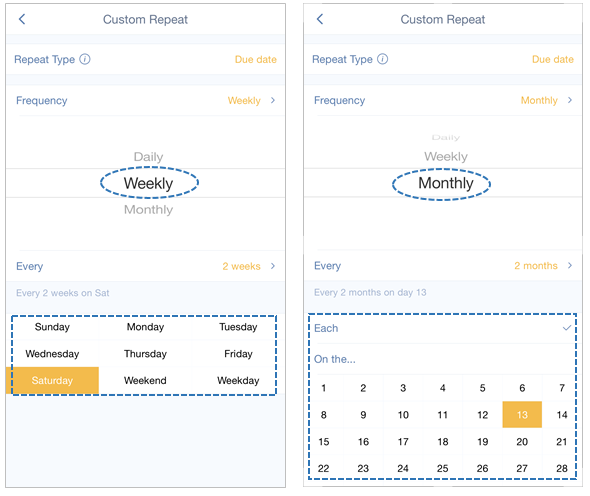 Custom Repeat
Repeat Type i Due date
Frequency Weekly
Daily
Weekly
Monthly
Every 2 weeks
Every 2 weeks on Sat
Sunday Monday Tuesday
Wednesday Thursday Friday
Saturday Weekend Weekday
Custom Repeat
Repeat Type i Due date
Frequency Monthly
Daily
Weekly
Monthly
Every 2 months
Every 2 months on day 13
Each
On the...
1 2 3 4 5 6 7
8 9 10 11 12 13 14
15 16 17 18 19 20 21
22 23 24 25 26 27 28